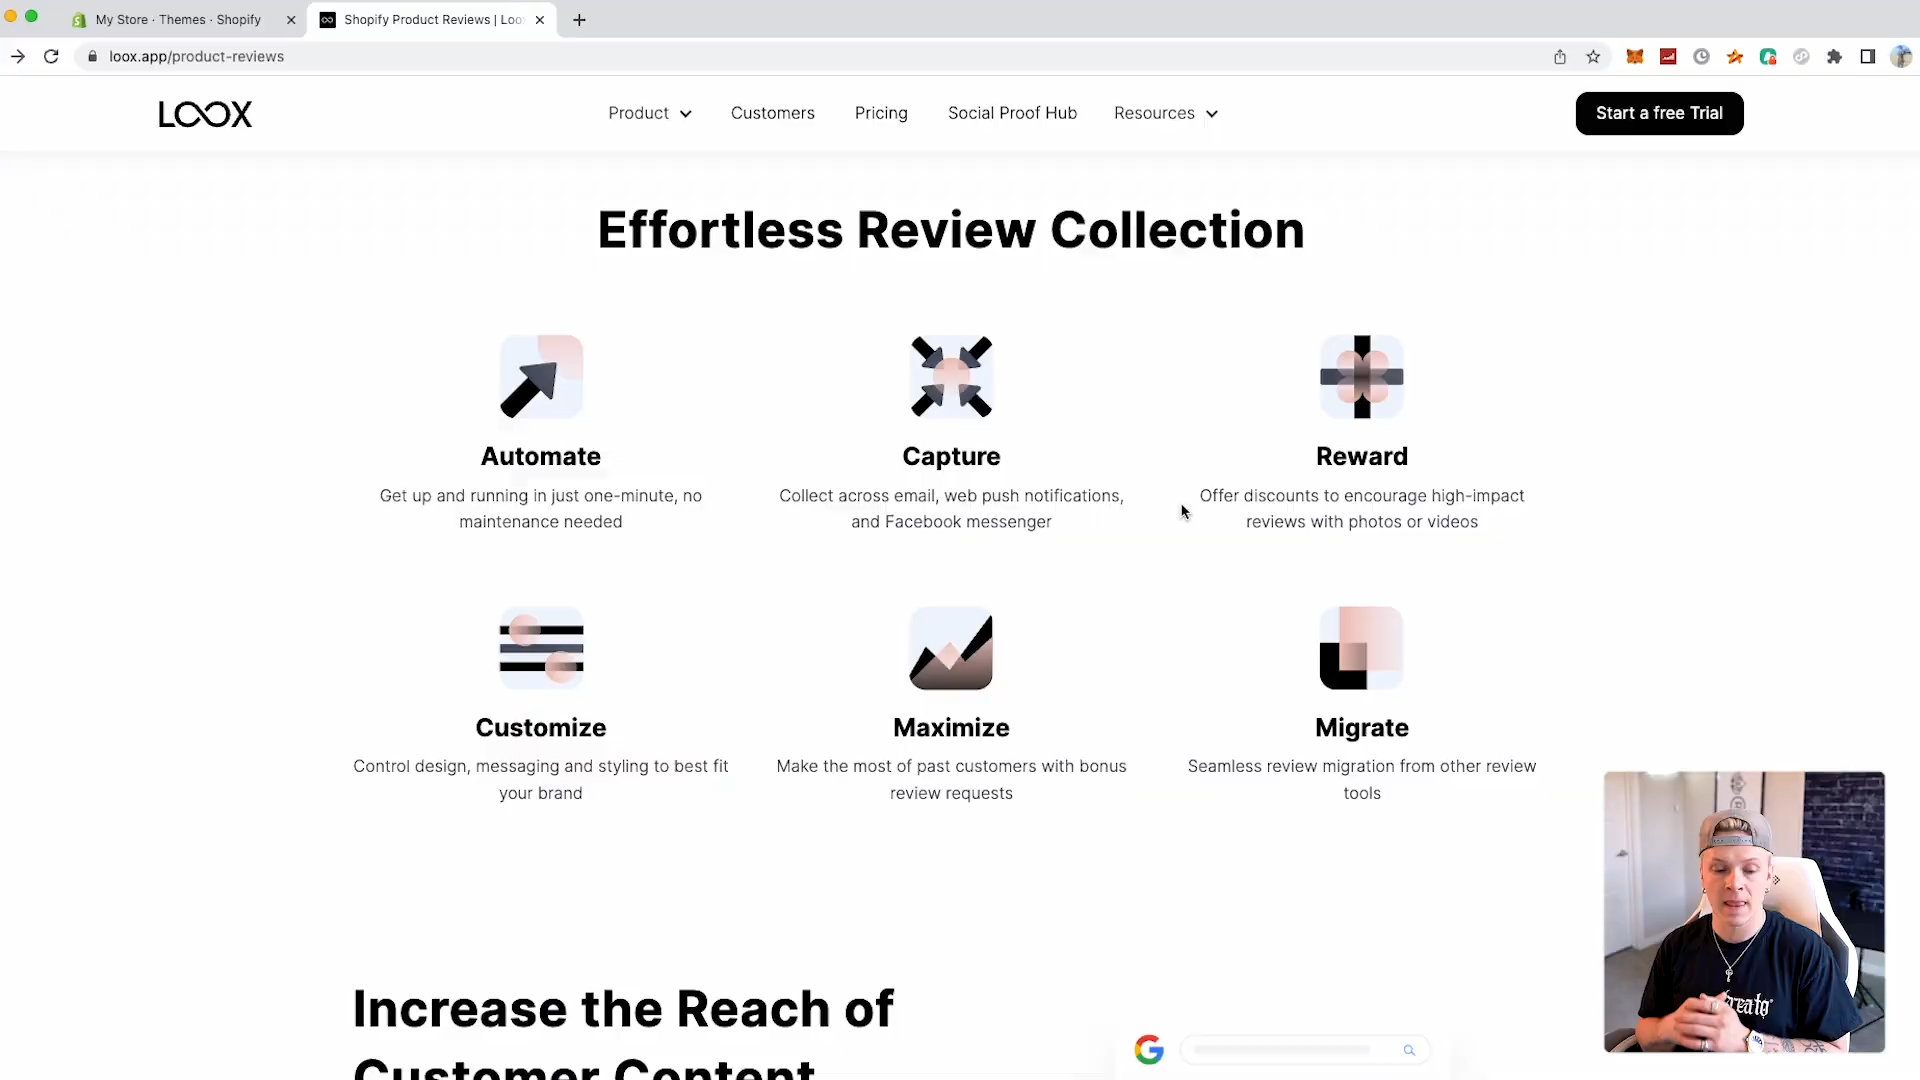 My Store · Themes · Shopify
Shopify Product Reviews | Loo
loox.app/product-reviews
LOOX
Product
Customers
Pricing
Social Proof Hub
Resources
Start a free Trial
Effortless Review Collection
Automate
Get up and running in just one-minute, no
maintenance needed
Capture
Collect across email, web push notifications,
and Facebook messenger
Reward
Offer discounts to encourage high-impact
reviews with photos or videos
Customize
Control design, messaging and styling to best fit
your brand
Maximize
Make the most of past customers with bonus
review requests
Migrate
Seamless review migration from other review
tools
Increase the Reach of
Customer Content